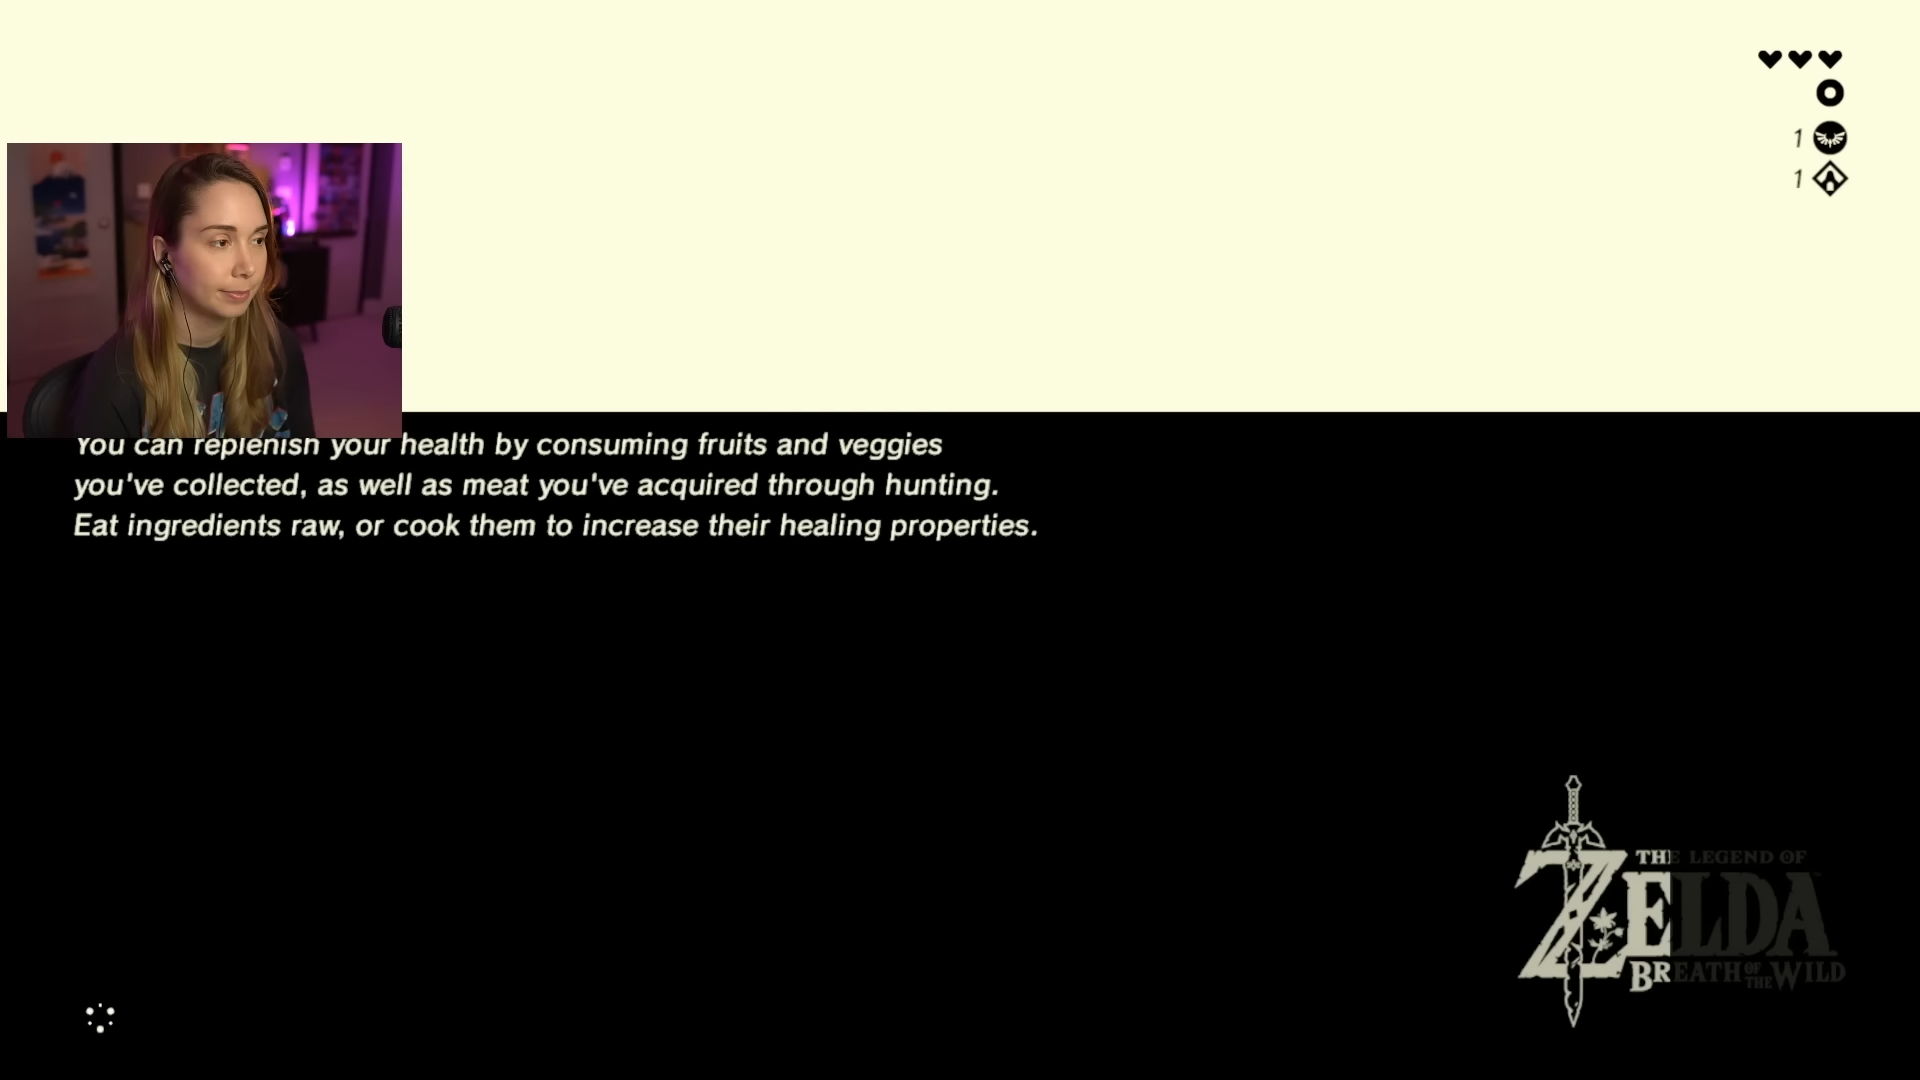 1
1
You can replenish your health by consuming fruits and veggies
you've collected, as well as meat you've acquired through hunting.
Eat ingredients raw, or cook them to increase their healing properties.
THE LEGEND OF
ZELDA
BREATH OF THE WILD